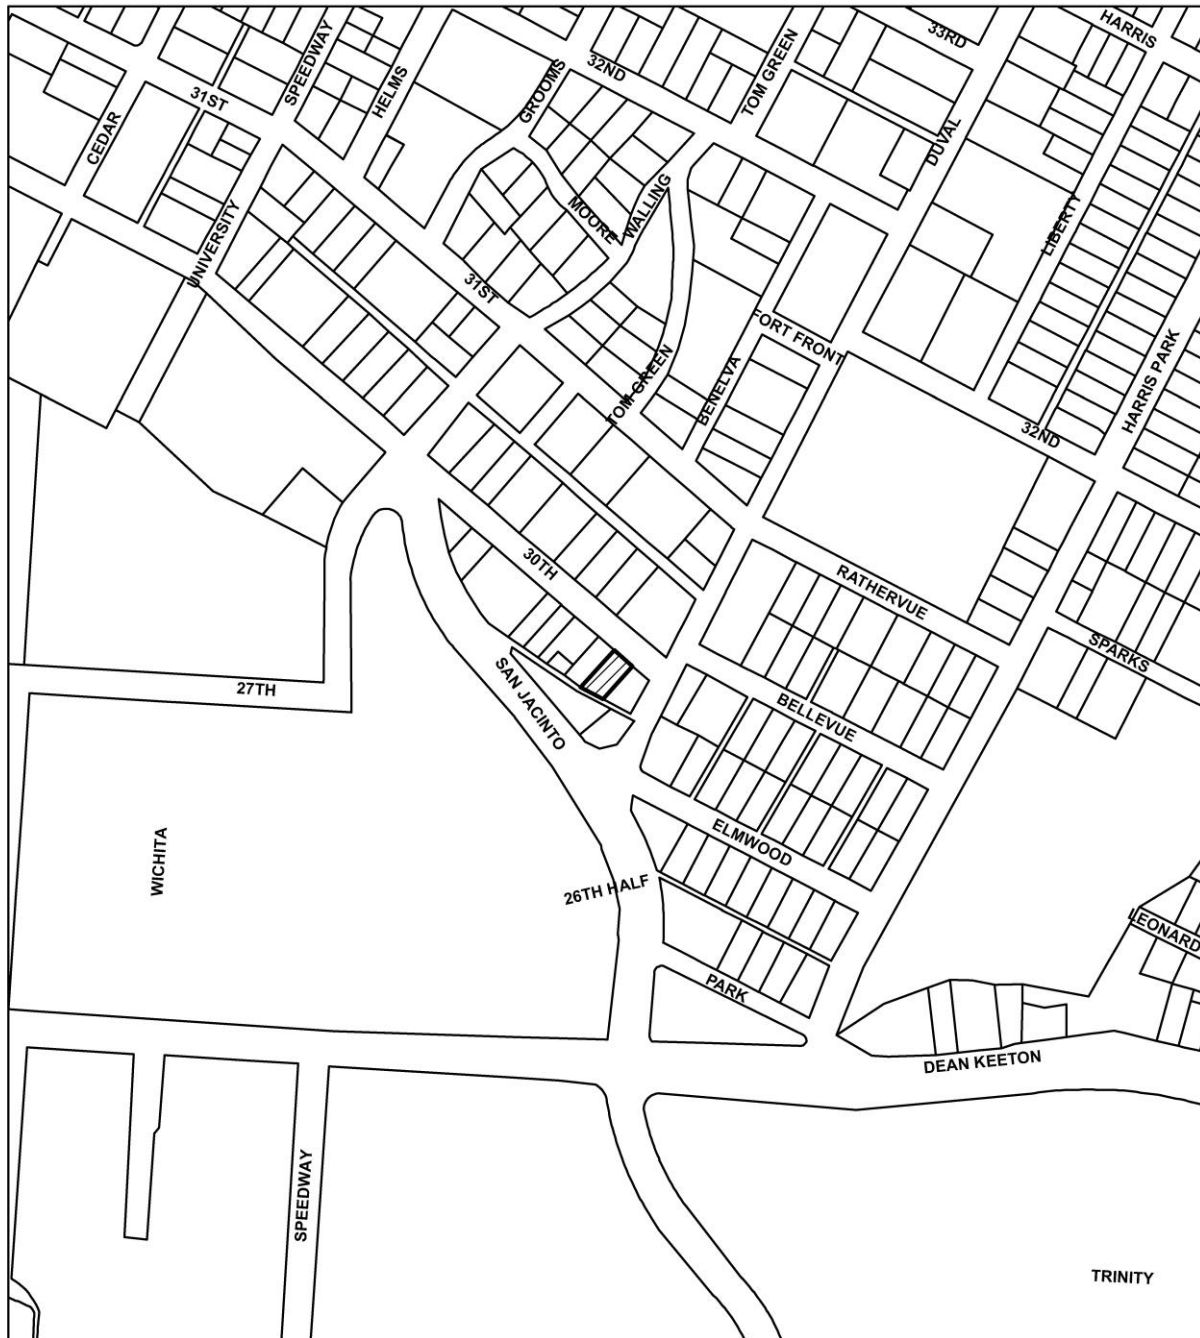 HARRIS
33RD
SPEEDWAY
32ND
TOM GREEN
GROOMS
HELMS
31ST
CEDAR
DUVAL
WALLING
MOORE
LIBERTY
UNIVERSITY
31ST
FORT FRONT
HARRIS PARK
TOM GREEN
BENELVA
32ND
30TH
RATHERVUE
SPARKS
27TH
SAN JACINTO
BELLEVUE
ELMWOOD
WICHITA
26TH HALF
LEONARD
PARK
DEAN KEETON
SPEEDWAY
TRINITY